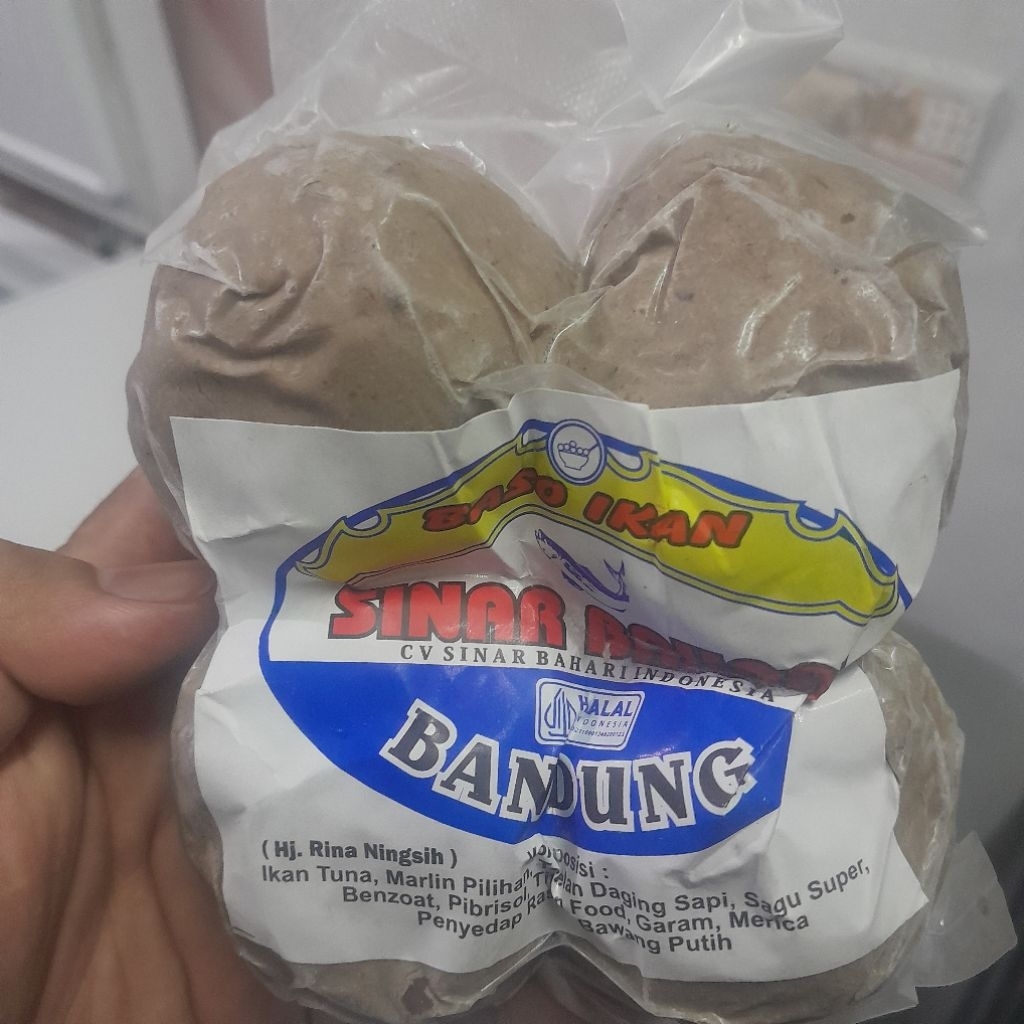 BASO IKAN
SINAR
CV SINAR BAHARI INDONESIA
HALAL
INDONESIA
BANDUNG
( Hj. Rina Ningsih )
Ikan Tuna, Marlin Pilihan, Daging Sapi, Sagu Super,
Benzoat, Pibrisol, Food, Garam, Merica
Penyedap Bawang Putih